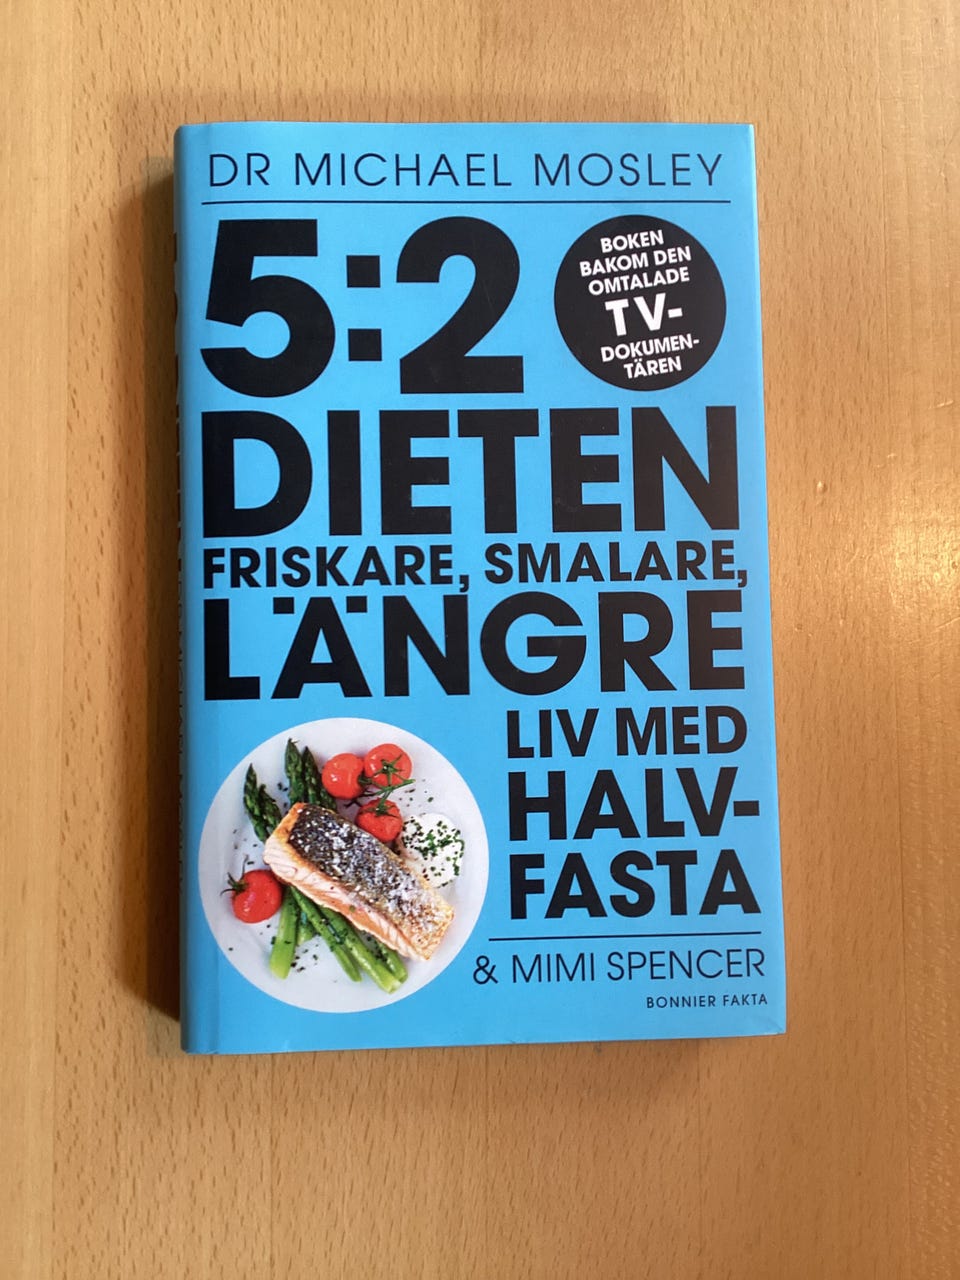 DR MICHAEL MOSLEY
5:2
BOKEN
BAKOM DEN
OMTALADE
TV-
DOKUMEN-
TÄREN
DIETEN
FRISKARE, SMALARE,
LÄNGRE
LIV MED
HALV-
FASTA
& MIMI SPENCER
BONNIER FAKTA